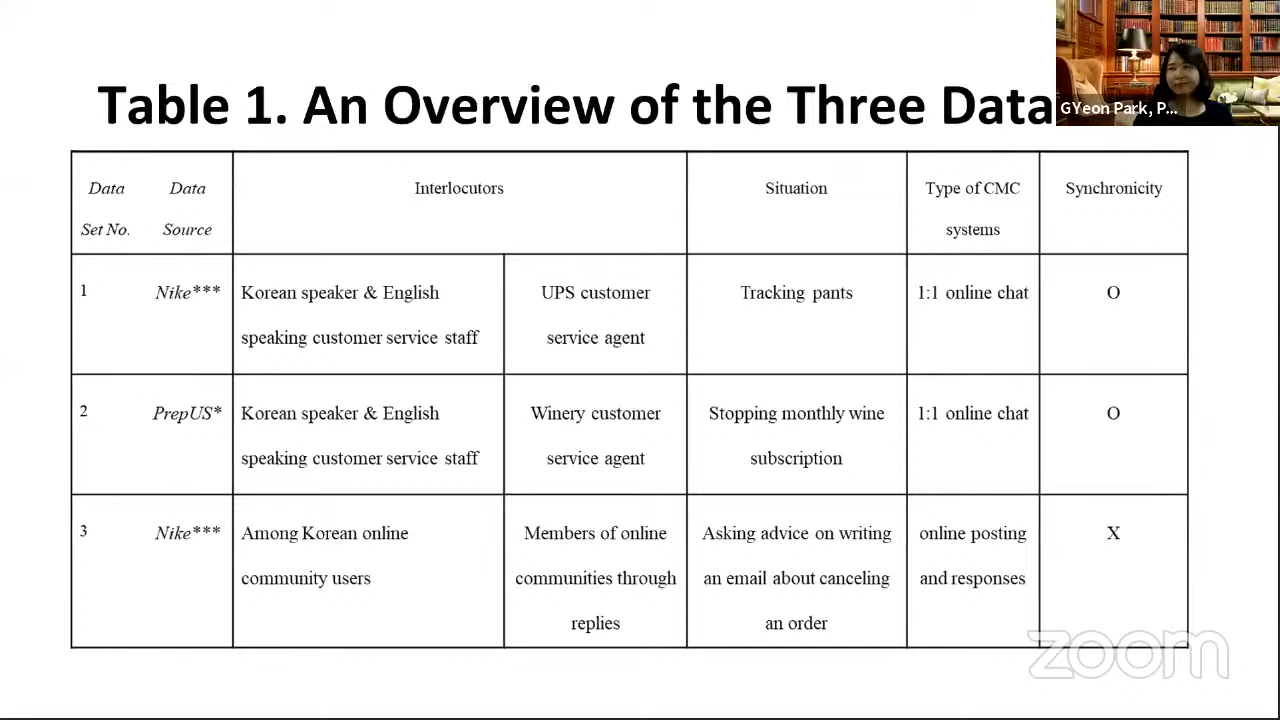 Table 1. An Overview of the Three Data
GYeon Park, P...
Data Set No.
Data Source
Interlocutors
Situation
Type of CMC systems
Synchronicity
1
Nike***
Korean speaker & English
speaking customer service staff
UPS customer
service agent
Tracking pants
1:1 online chat
O
2
PrepUS*
Korean speaker & English
speaking customer service staff
Winery customer
service agent
Stopping monthly wine
subscription
1:1 online chat
O
3
Nike***
Among Korean online
community users
Members of online
communities through
replies
Asking advice on writing
an email about canceling
an order
online posting
and responses
X
zoom